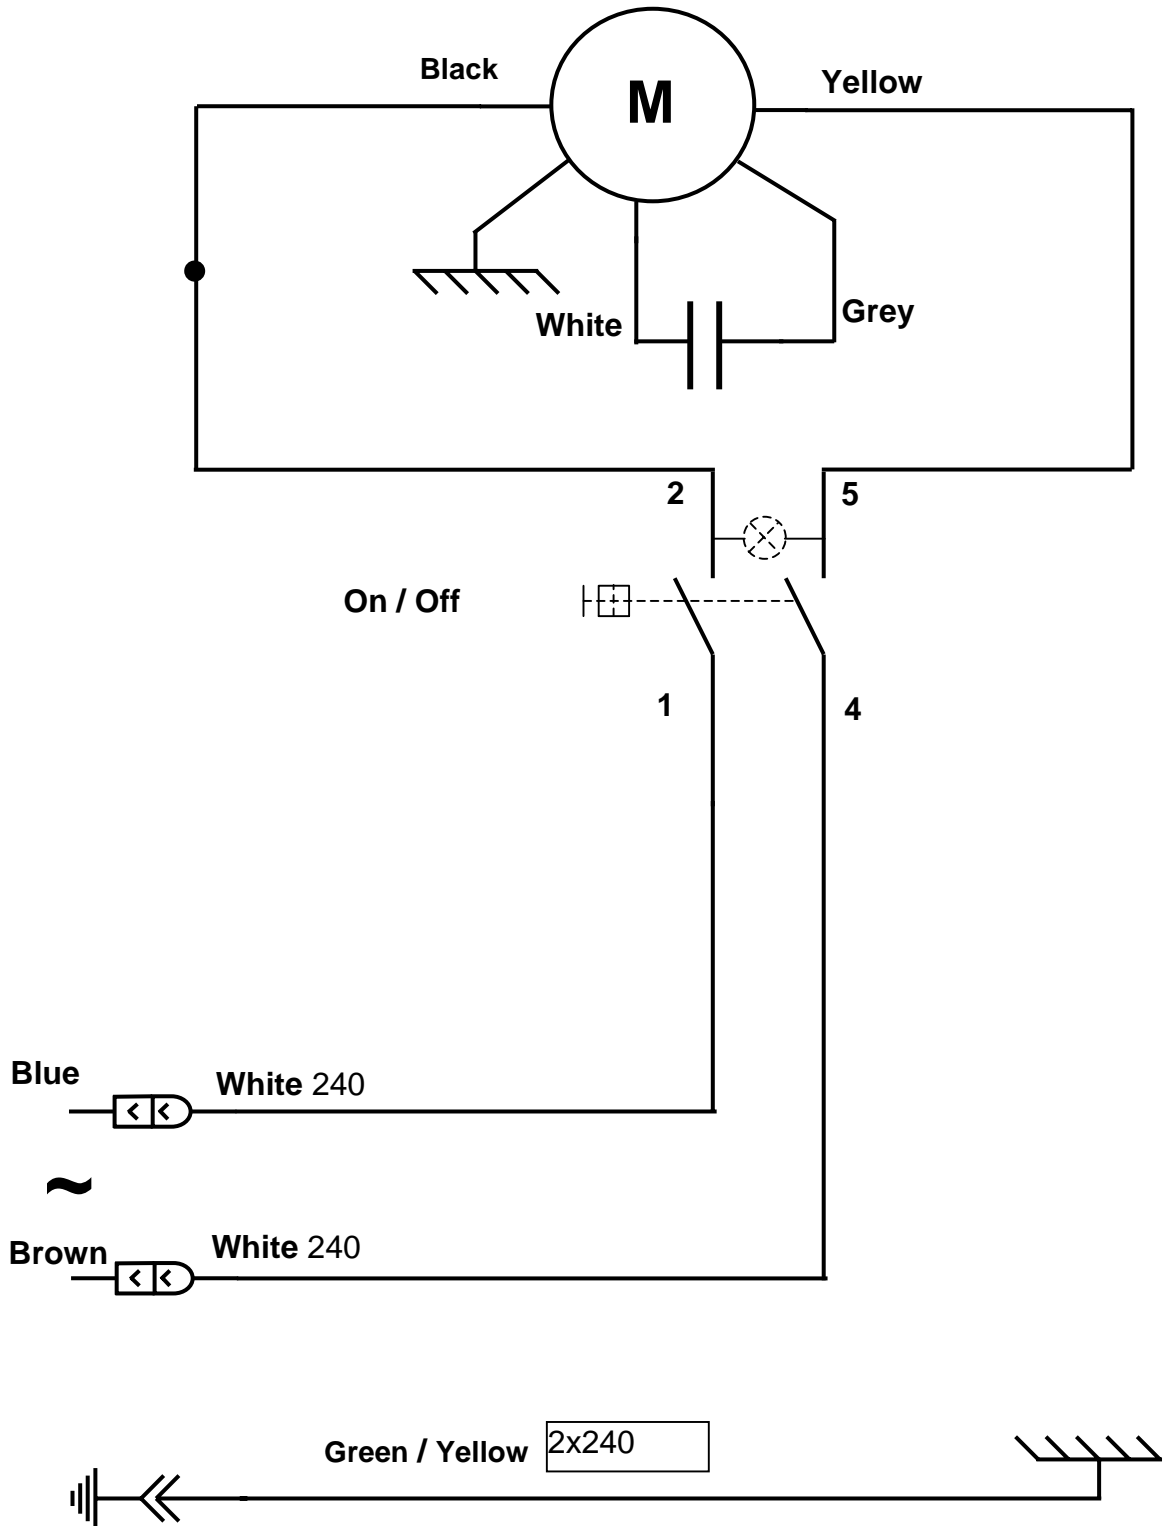 Black
M
Yellow
White
Grey
2
5
On / Off
1
4
Blue
White 240
~
Brown
White 240
Green / Yellow 2x240